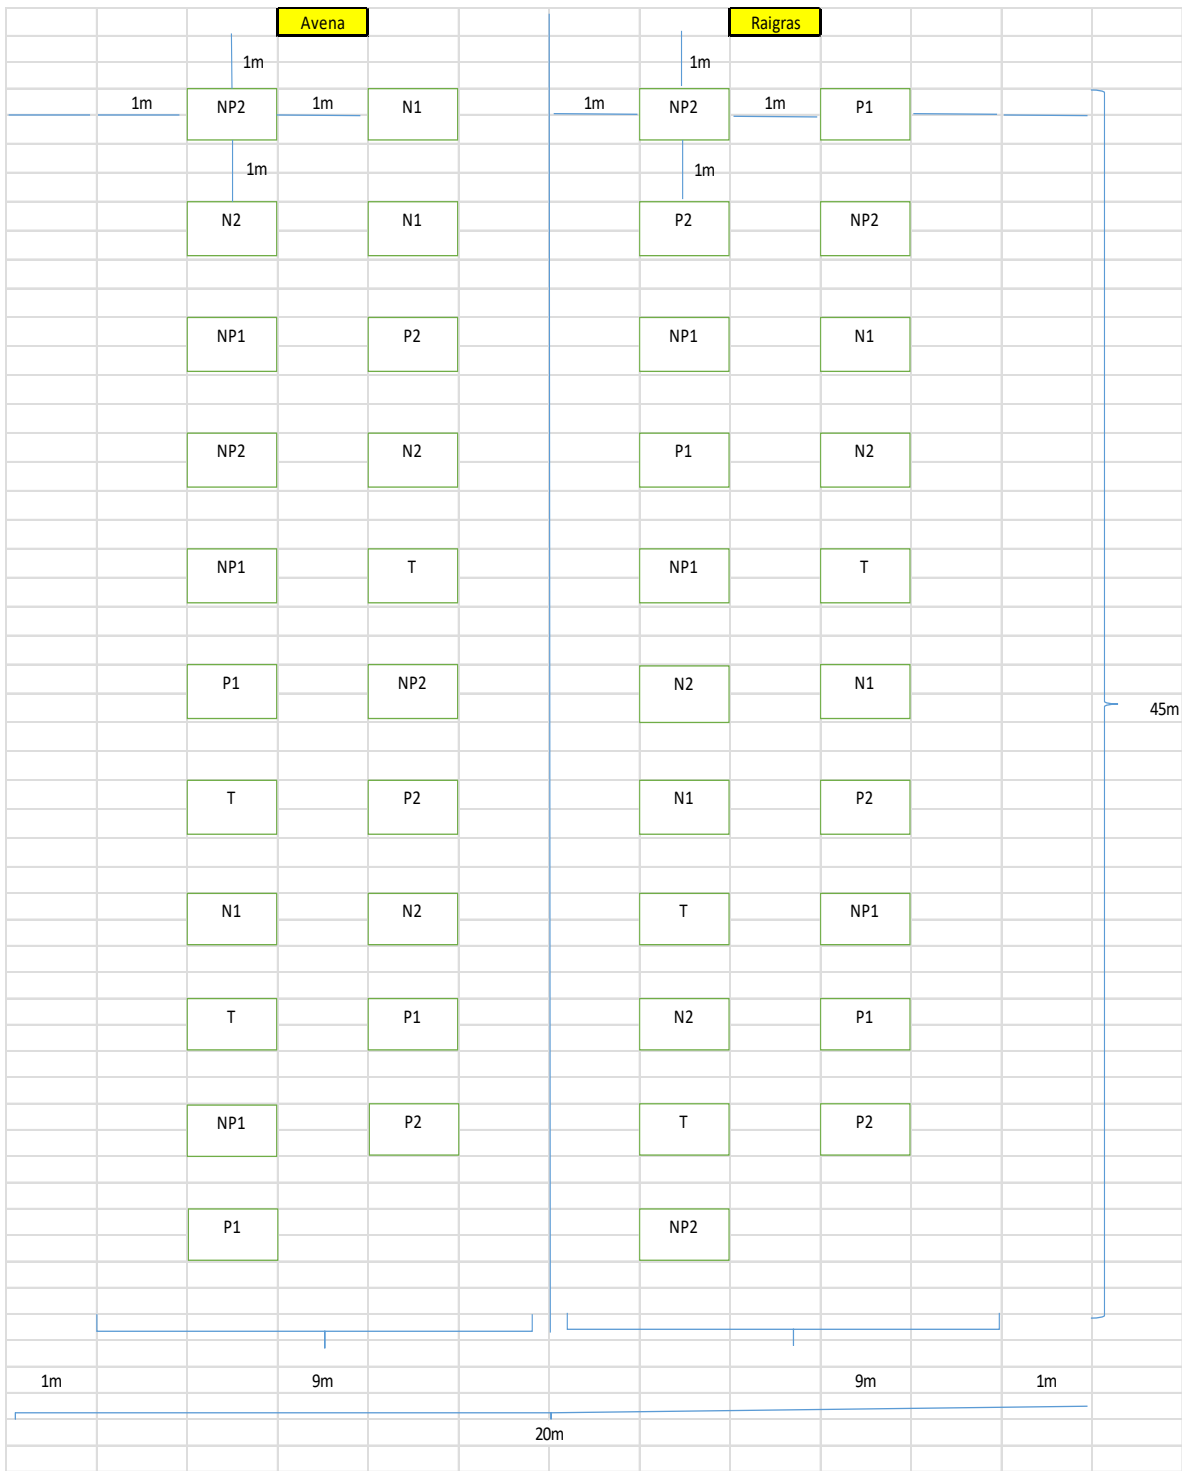 Avena Raigras
1m 1m
1m NP2 1m N1 1m NP2 1m P1
1m 1m
N2 N1 P2 NP2
NP1 P2 NP1 N1
NP2 N2 P1 N2
NP1 T NP1 T
P1 NP2 N2 N1
45m
T P2 N1 P2
N1 N2 T NP1
T P1 N2 P1
NP1 P2 T P2
P1 NP2
1m 9m 9m 1m
20m